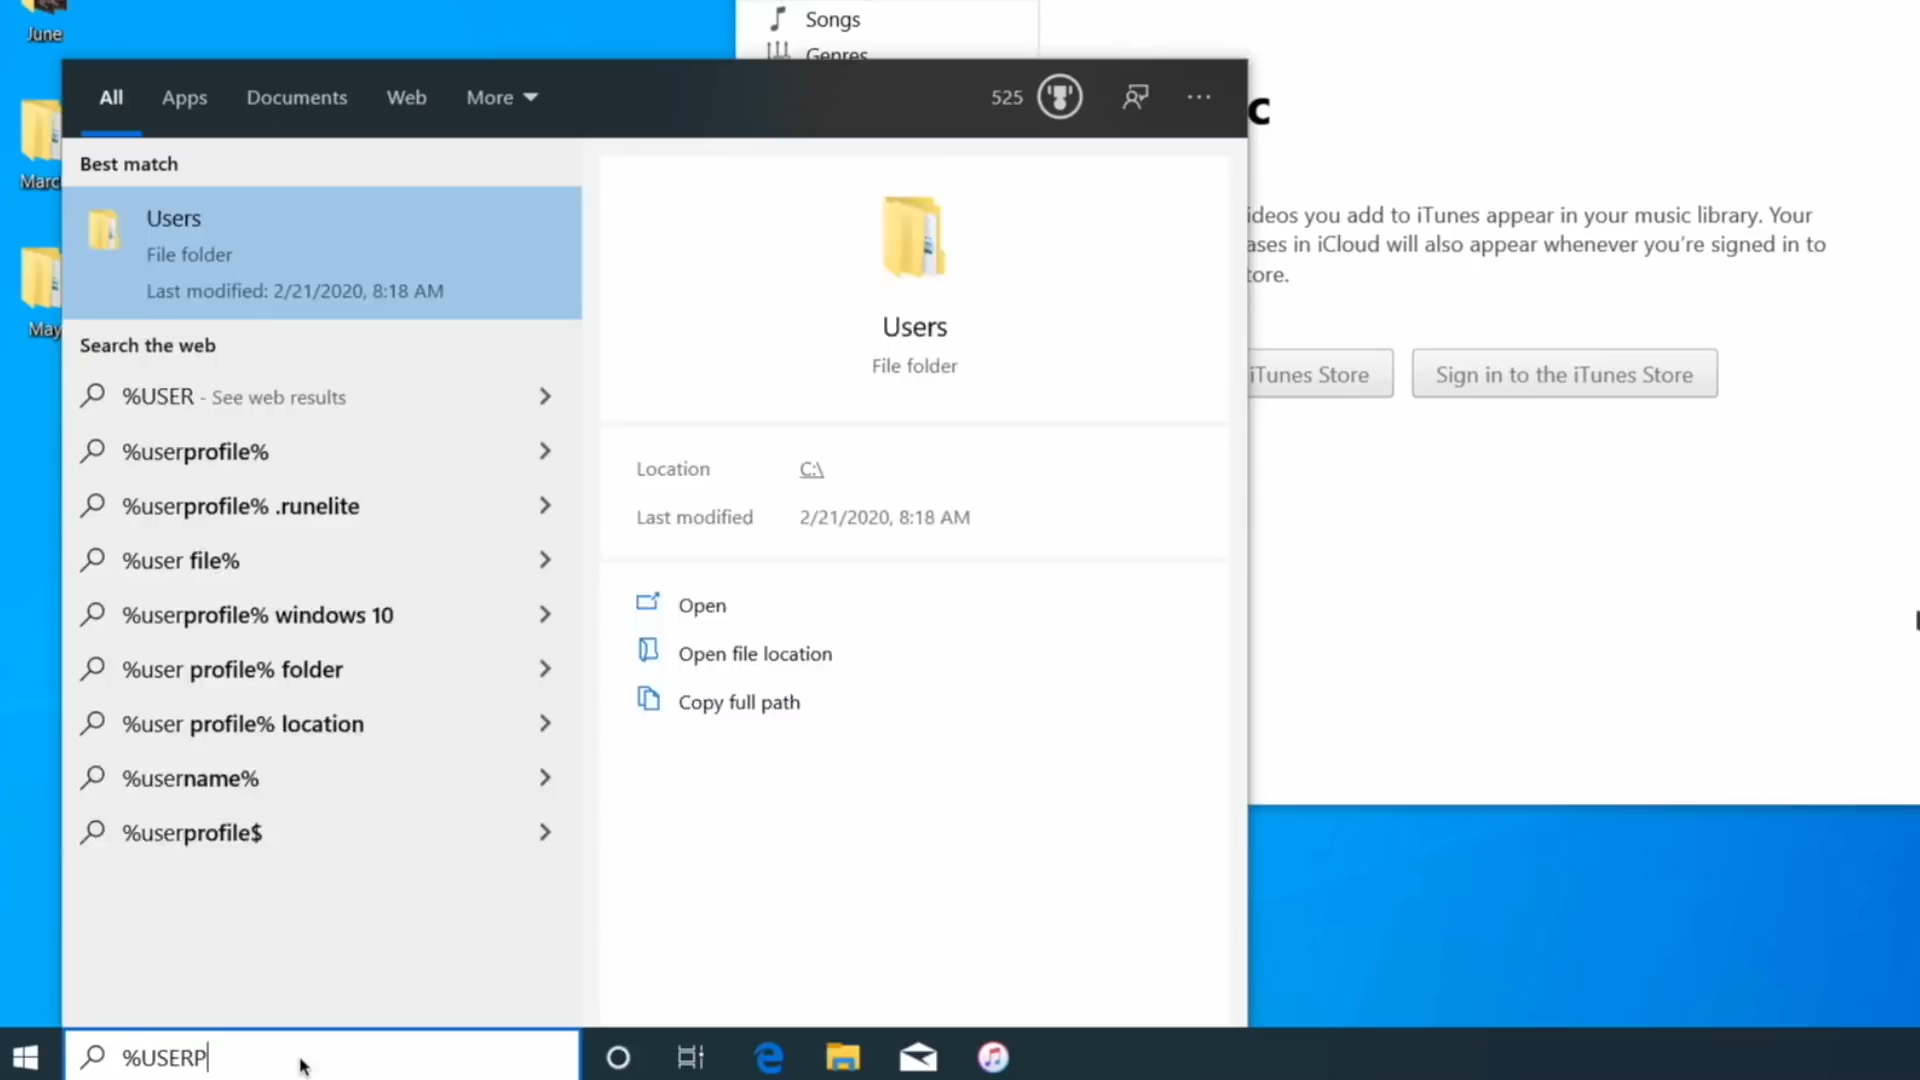 June
Songs
Genres
All
Apps
Documents
Web
More
525
c
Marc
May
Best match
Users
File folder
Last modified: 2/21/2020, 8:18 AM
Search the web
%USER - See web results
%userprofile%
%userprofile% .runelite
%user file%
%userprofile% windows 10
%user profile% folder
%user profile% location
%username%
%userprofile$
Users
File folder
Location C:\
Last modified 2/21/2020, 8:18 AM
Open
Open file location
Copy full path
ideos you add to iTunes appear in your music library. Your
ases in iCloud will also appear whenever you’re signed in to
tore.
iTunes Store
Sign in to the iTunes Store
%USERP